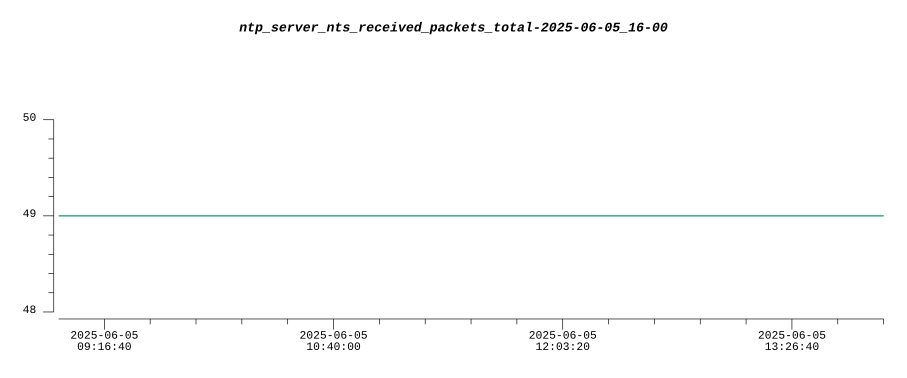 ntp_server_nts_received_packets_total-2025-06-05_16-00
50
49
48
2025-06-05 2025-06-05 2025-06-05 2025-06-05
09:16:40 10:40:00 12:03:20 13:26:40